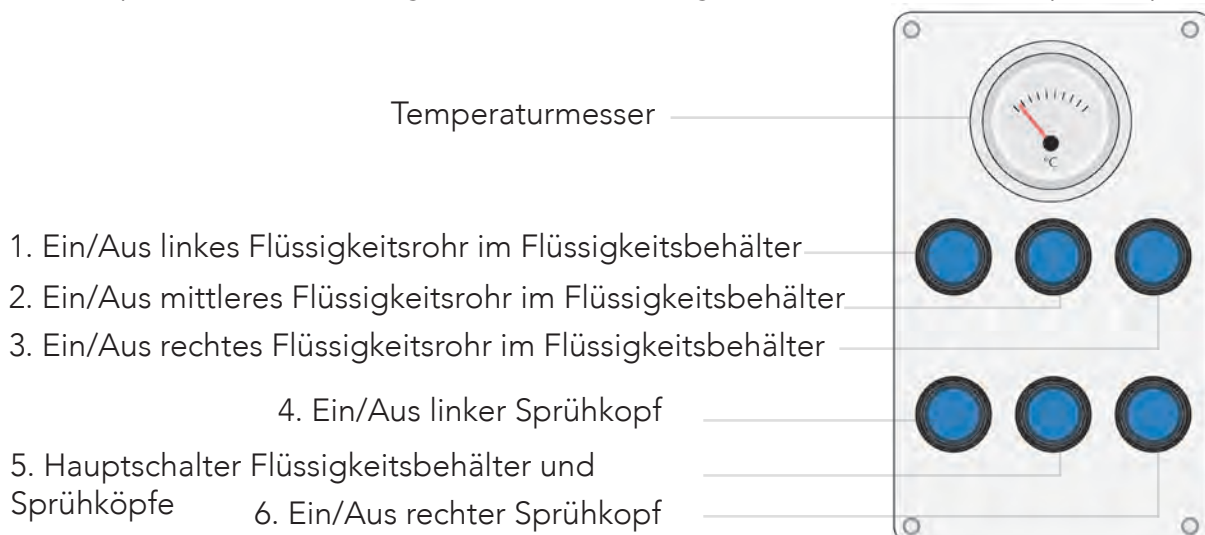 Temperaturmesser
°C
1. Ein/Aus linkes Flüssigkeitsrohr im Flüssigkeitsbehälter
2. Ein/Aus mittleres Flüssigkeitsrohr im Flüssigkeitsbehälter
3. Ein/Aus rechtes Flüssigkeitsrohr im Flüssigkeitsbehälter
4. Ein/Aus linker Sprühkopf
5. Hauptschalter Flüssigkeitsbehälter und
Sprühköpfe
6. Ein/Aus rechter Sprühkopf